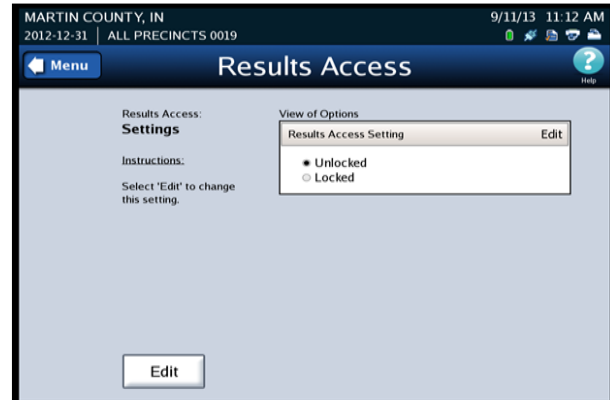 MARTIN COUNTY, IN
9/11/13 11:12 AM
2012-12-31 | ALL PRECINCTS 0019
Menu
Results Access
Help
Results Access:
Settings
Instructions:
Select 'Edit' to change
this setting.
View of Options
Results Access Setting Edit
Unlocked
Locked
Edit